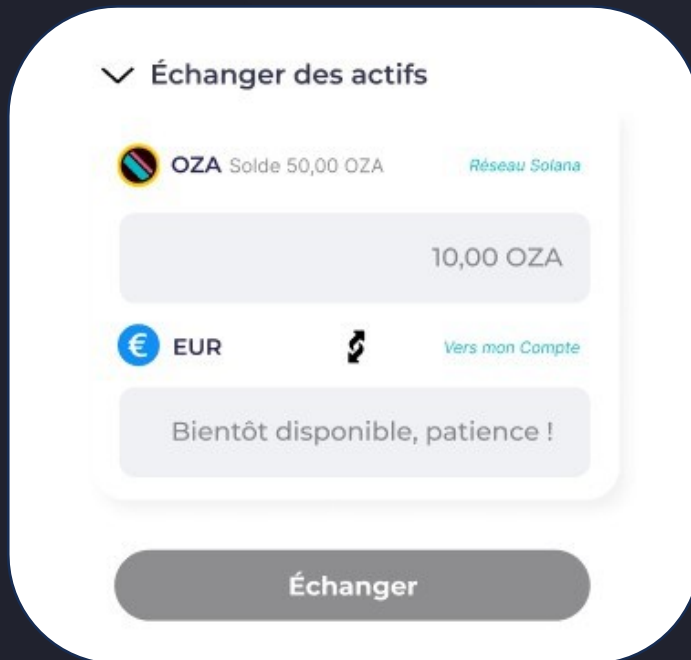 Échanger des actifs
OZA Solde 50,00 OZA Réseau Solana
10,00 OZA
€ EUR Vers mon Compte
Bientôt disponible, patience !
Échanger